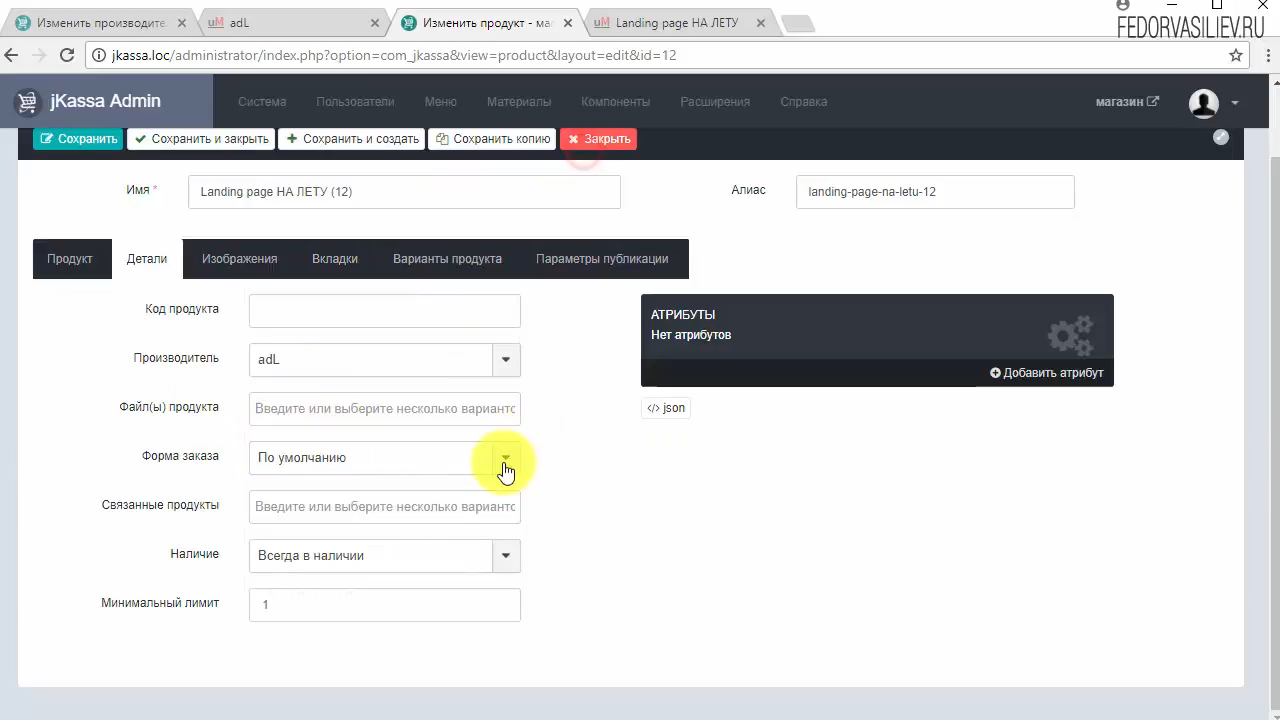 Изменить производите.
uM adL
Изменить продукт - ма
uM Landing page НА ЛЕТУ
FEDORVASILIEV.RU
jkassa.loc/administrator/index.php?option=com_jkassa&view=product&layout=edit&id=12
jKassa Admin
Система
Пользователи
Меню
Материалы
Компоненты
Расширения
Справка
магазин
Сохранить
Сохранить и закрыть
Сохранить и создать
Сохранить копию
Закрыть
Имя *
Landing page НА ЛЕТУ (12)
Алиас
landing-page-na-letu-12
Продукт
Детали
Изображения
Вкладки
Варианты продукта
Параметры публикации
Код продукта
Производитель
adL
Файл(ы) продукта
Введите или выберите несколько варианто
Форма заказа
По умолчанию
Связанные продукты
Введите или выберите несколько варианто
Наличие
Всегда в наличии
Минимальный лимит
1
АТРИБУТЫ
Нет атрибутов
Добавить атрибут
</> json